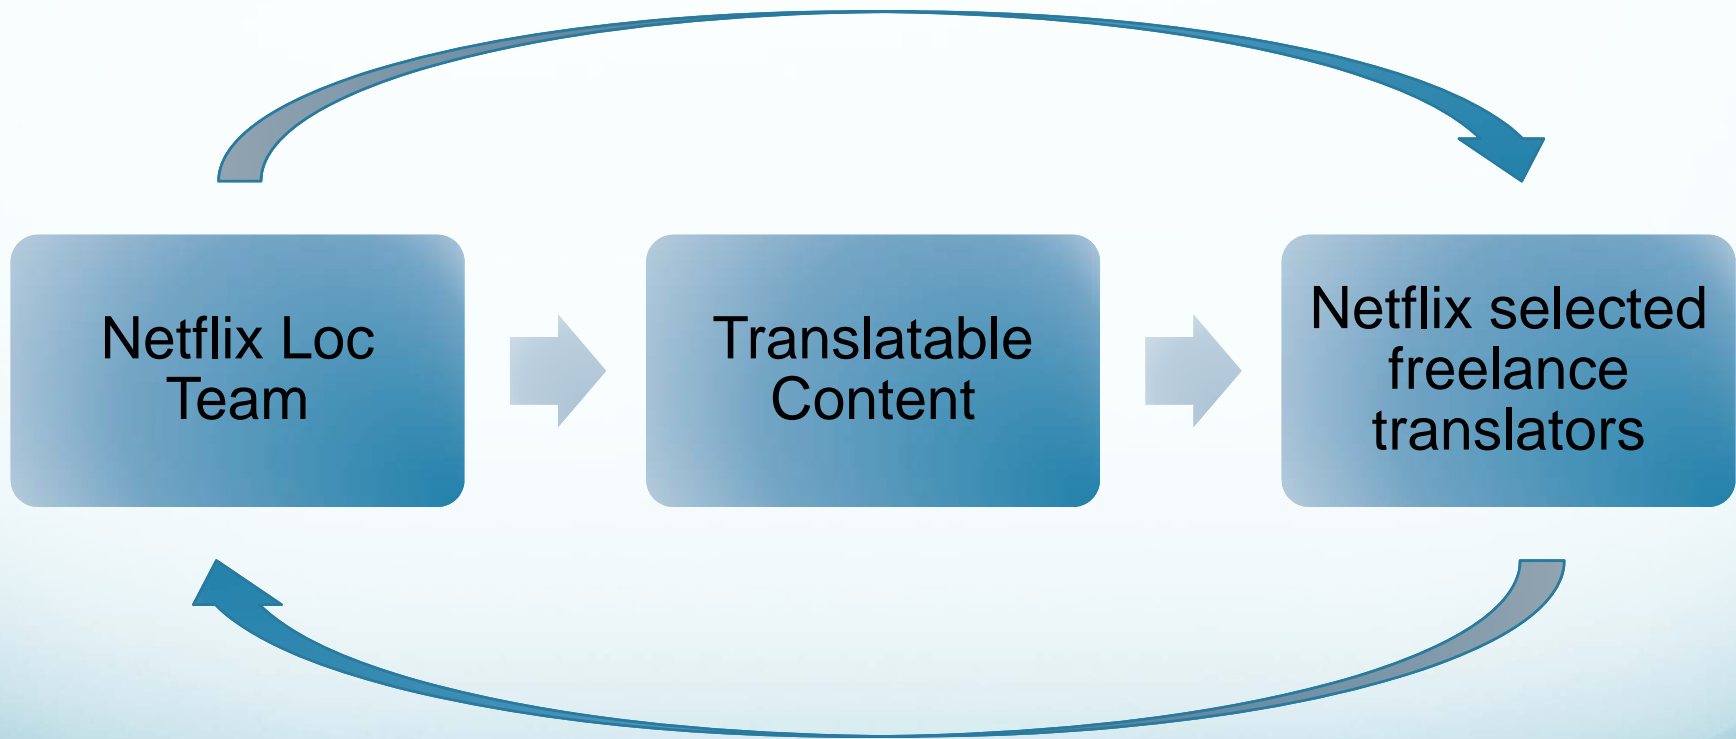 Netflix Loc
Team
Translatable
Content
Netflix selected
freelance
translators